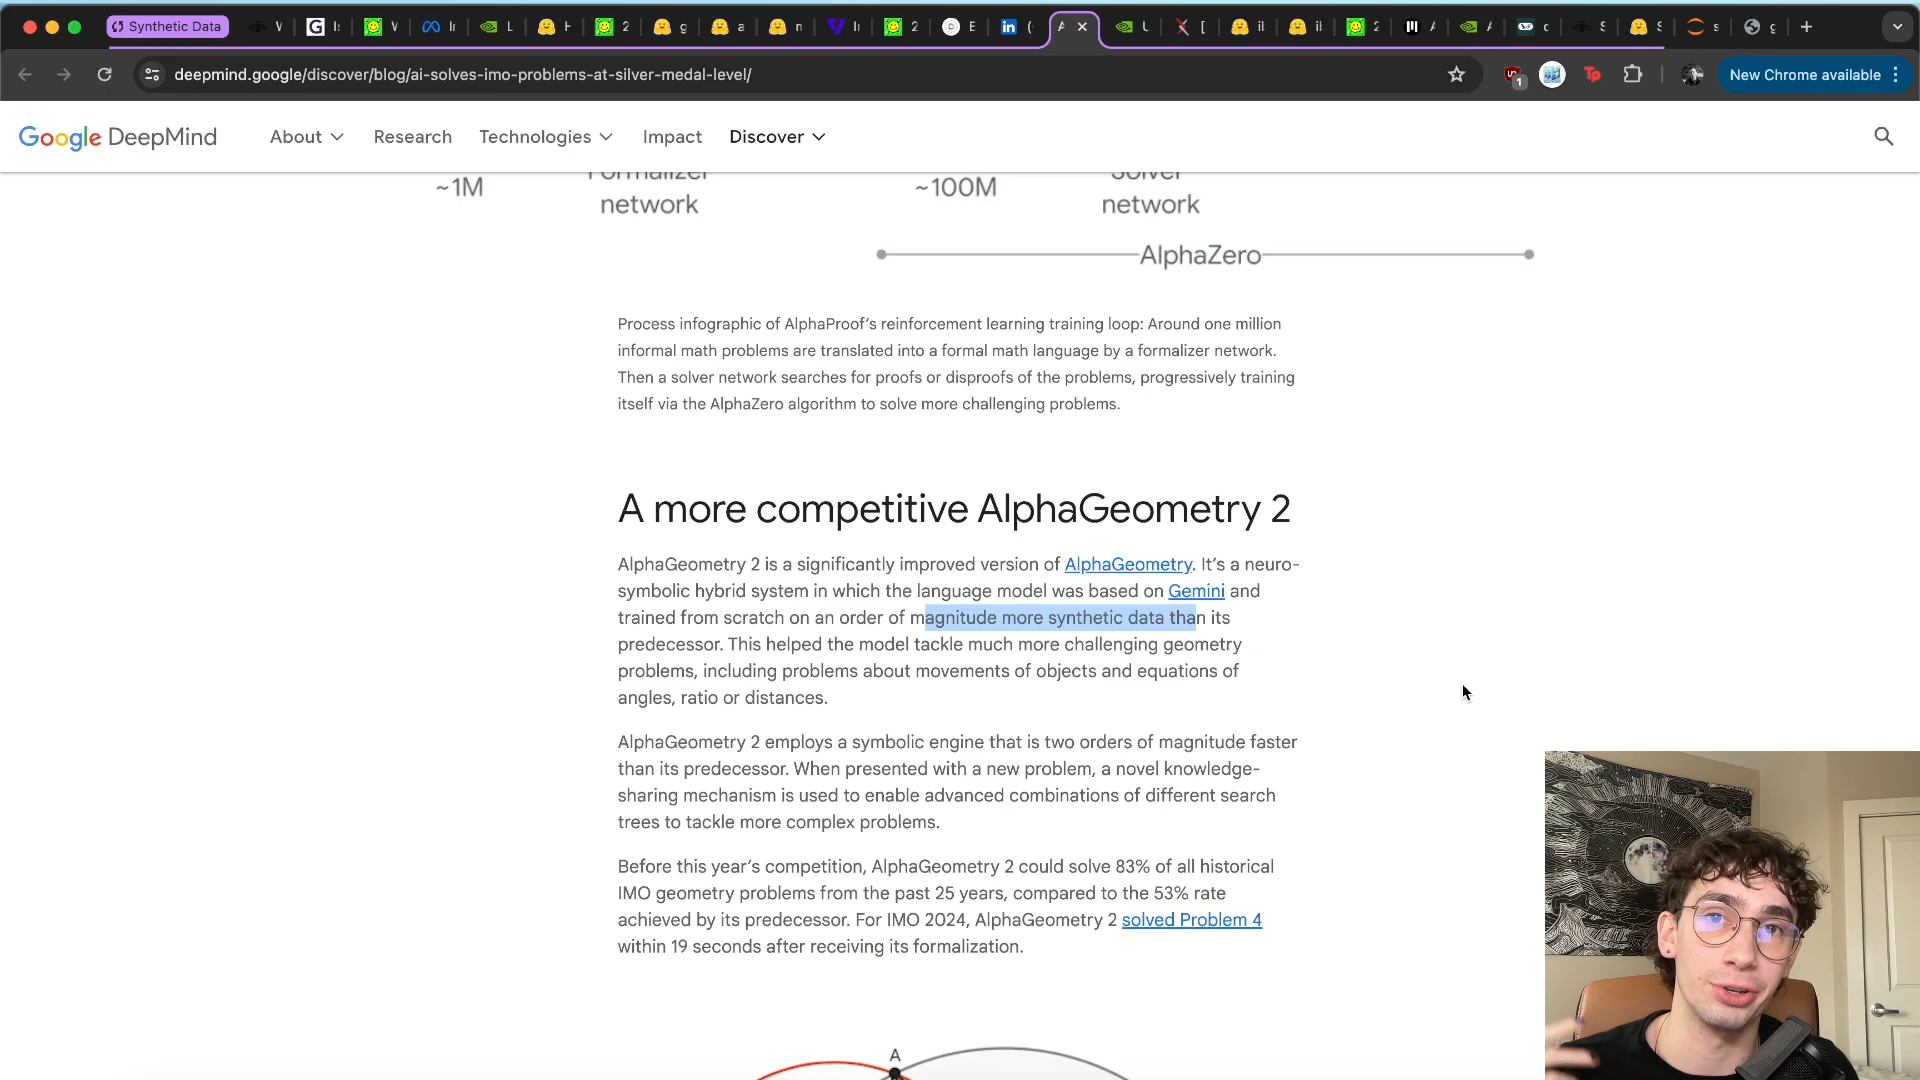 Synthetic Data
New Chrome available
deepmind.google/discover/blog/ai-solves-imo-problems-at-silver-medal-level/
Google DeepMind
About
Research
Technologies
Impact
Discover
~1M
Formalizer
network
~100M
Solver
network
AlphaZero
Process infographic of AlphaProof’s reinforcement learning training loop: Around one million
informal math problems are translated into a formal math language by a formalizer network.
Then a solver network searches for proofs or disproofs of the problems, progressively training
itself via the AlphaZero algorithm to solve more challenging problems.
A more competitive AlphaGeometry 2
AlphaGeometry 2 is a significantly improved version of AlphaGeometry. It’s a neuro-
symbolic hybrid system in which the language model was based on Gemini and
trained from scratch on an order of magnitude more synthetic data than its
predecessor. This helped the model tackle much more challenging geometry
problems, including problems about movements of objects and equations of
angles, ratio or distances.
AlphaGeometry 2 employs a symbolic engine that is two orders of magnitude faster
than its predecessor. When presented with a new problem, a novel knowledge-
sharing mechanism is used to enable advanced combinations of different search
trees to tackle more complex problems.
Before this year’s competition, AlphaGeometry 2 could solve 83% of all historical
IMO geometry problems from the past 25 years, compared to the 53% rate
achieved by its predecessor. For IMO 2024, AlphaGeometry 2 solved Problem 4
within 19 seconds after receiving its formalization.
A